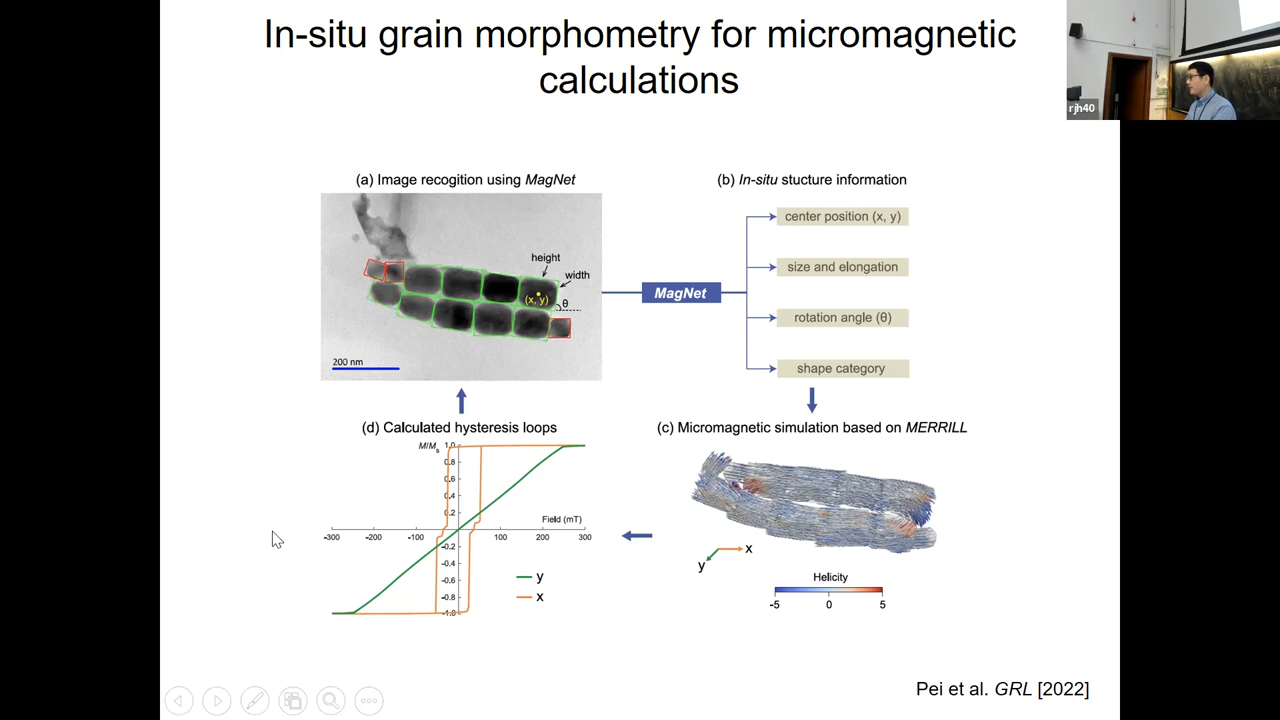 In-situ grain morphometry for micromagnetic
calculations
rjh40
(a) Image recogition using MagNet
height
width
(x, y)
θ
200 nm
(b) In-situ stucture information
MagNet
center position (x, y)
size and elongation
rotation angle (θ)
shape category
(d) Calculated hysteresis loops
M/Ms
1.0
0.8
0.6
0.4
0.2
-300
-200
-100
100
200
300
Field (mT)
-0.2
-0.4
-0.6
-0.8
-1.0
y
x
(c) Micromagnetic simulation based on MERRILL
x
y
Helicity
-5
0
5
Pei et al. GRL [2022]